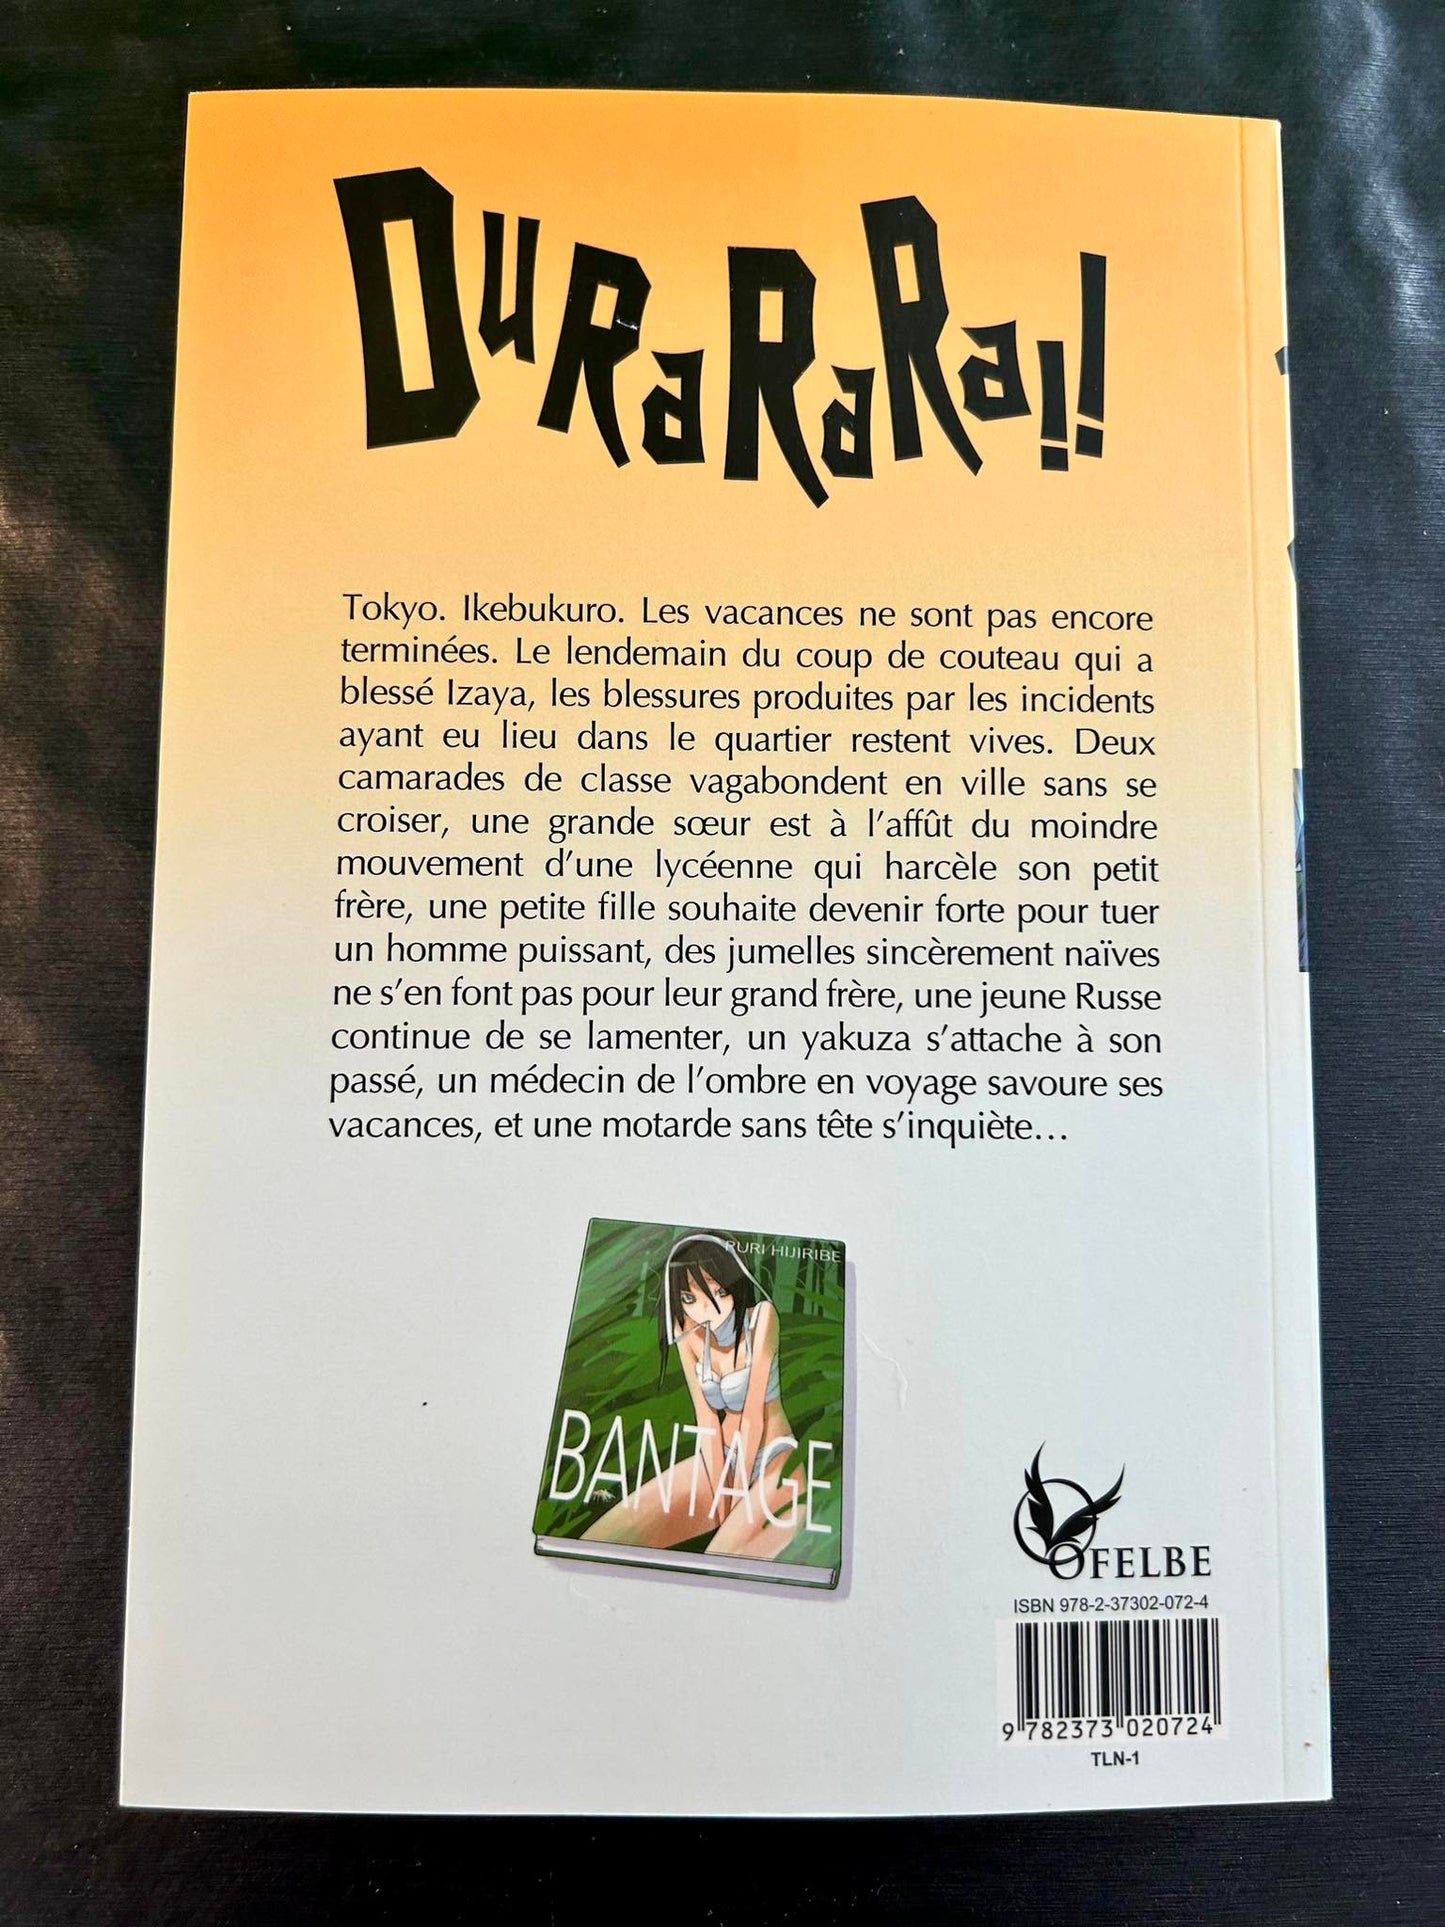 DuRaRaRa!!
Tokyo. Ikebukuro. Les vacances ne sont pas encore
terminées. Le lendemain du coup de couteau qui a
blessé Izaya, les blessures produites par les incidents
ayant eu lieu dans le quartier restent vives. Deux
camarades de classe vagabondent en ville sans se
croiser, une grande sœur est à l’affût du moindre
mouvement d’une lycéenne qui harcèle son petit
frère, une petite fille souhaite devenir forte pour tuer
un homme puissant, des jumelles sincèrement naïves
ne s’en font pas pour leur grand frère, une jeune Russe
continue de se lamenter, un yakuza s’attache à son
passé, un médecin de l’ombre en voyage savoure ses
vacances, et une motarde sans tête s’inquiète…
RURI HIJIRIBE
BANTAGE
OFELBE
ISBN 978-2-37302-072-4
9 782373 020724
TLN-1